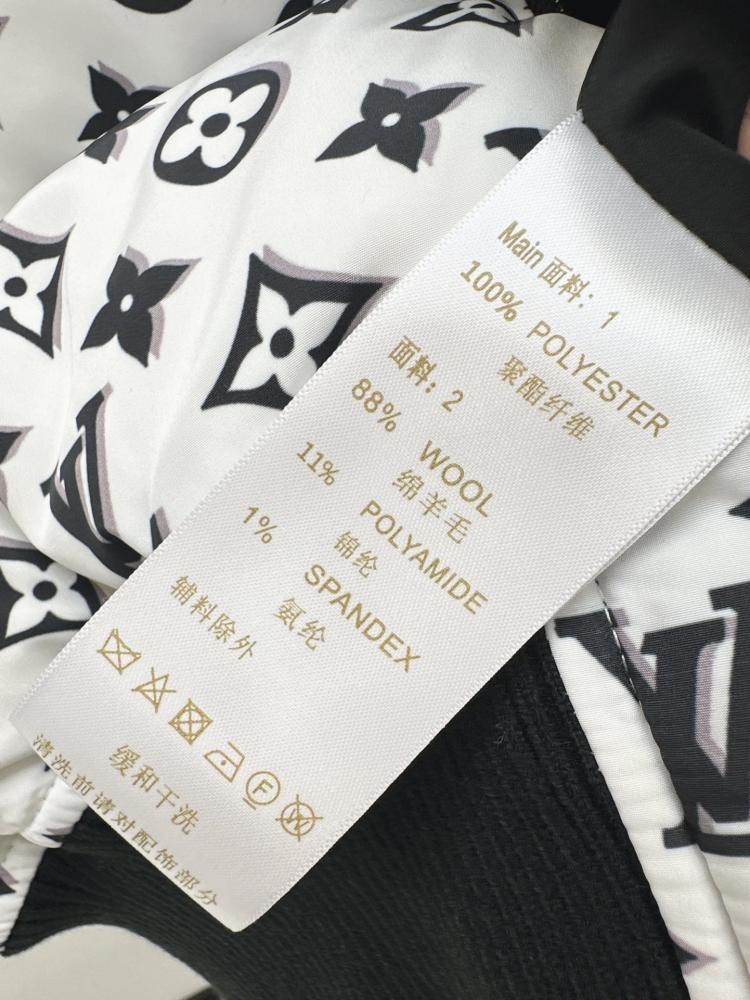 Main 面料: 1
100% POLYESTER
聚酯纤维
面料: 2
88% WOOL
绵羊毛
11% POLYAMIDE
锦纶
1% SPANDEX
氨纶
辅料除外
F W
缓和干洗
清洗前请对配饰部分